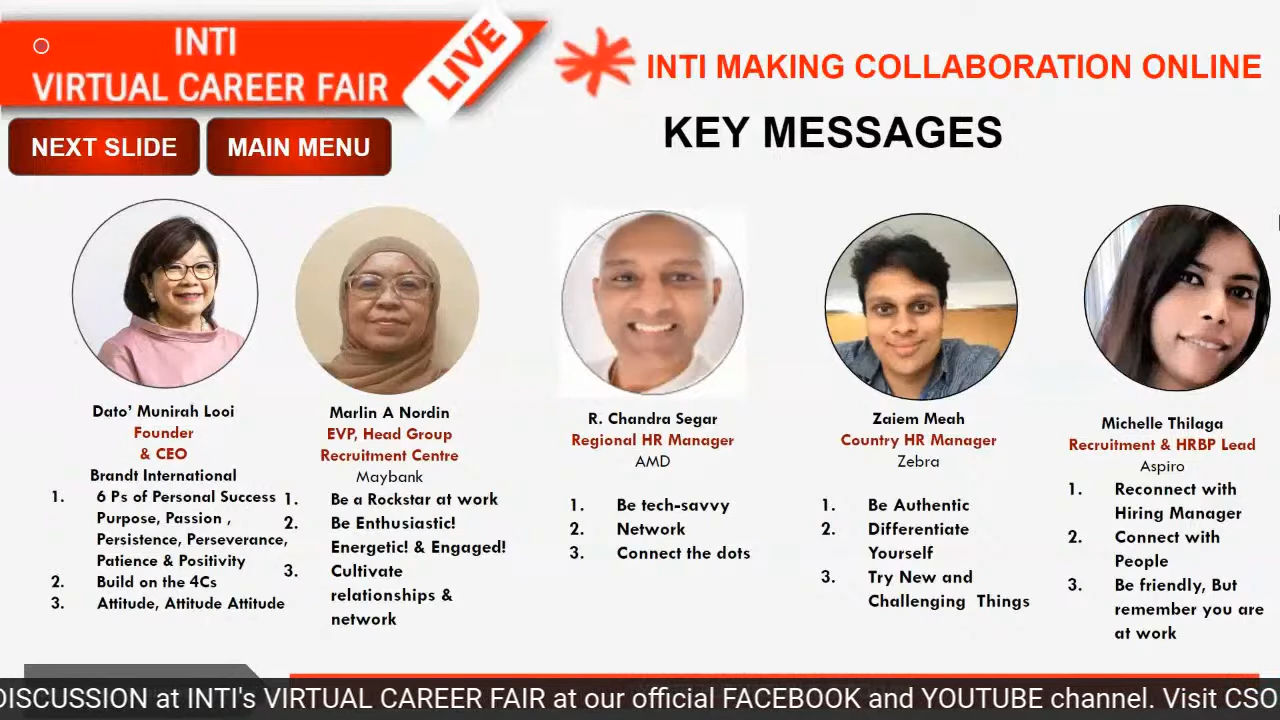 INTI
VIRTUAL CAREER FAIR
LIVE
INTI MAKING COLLABORATION ONLINE
KEY MESSAGES
NEXT SLIDE
MAIN MENU
Dato’ Munirah Looi
Founder
& CEO
Brandt International
1. 6 Ps of Personal Success
Purpose, Passion ,
Persistence, Perseverance,
Patience & Positivity
2. Build on the 4Cs
3. Attitude, Attitude Attitude
Marlin A Nordin
EVP, Head Group
Recruitment Centre
Maybank
1. Be a Rockstar at work
2. Be Enthusiastic!
Energetic! & Engaged!
3. Cultivate
relationships &
network
R. Chandra Segar
Regional HR Manager
AMD
1. Be tech-savvy
2. Network
3. Connect the dots
Zaiem Meah
Country HR Manager
Zebra
1. Be Authentic
2. Differentiate
Yourself
3. Try New and
Challenging Things
Michelle Thilaga
Recruitment & HRBP Lead
Aspiro
1. Reconnect with
Hiring Manager
2. Connect with
People
3. Be friendly, But
remember you are
at work
DISCUSSION at INTI's VIRTUAL CAREER FAIR at our official FACEBOOK and YOUTUBE channel. Visit CSO